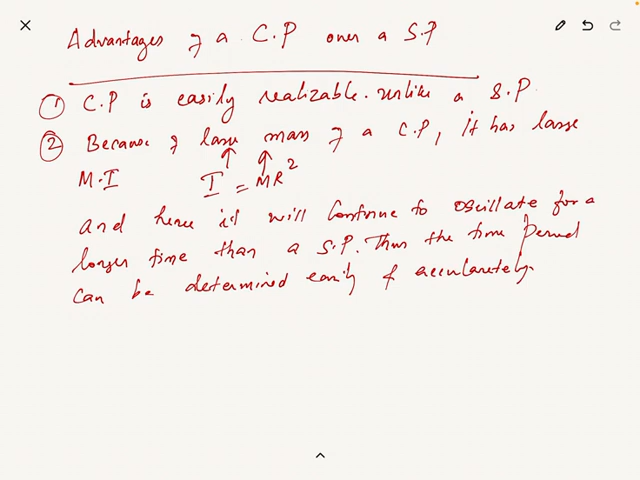 Advantages of a C.P over a S.P
① C.P is easily realizable unlike a S.P.
② Because of large mass of a C.P, it has large
M.I I = MR²
and hence it will continue to oscillate for a
longer time than a S.P. Thus the time period
can be determined easily & accurately.